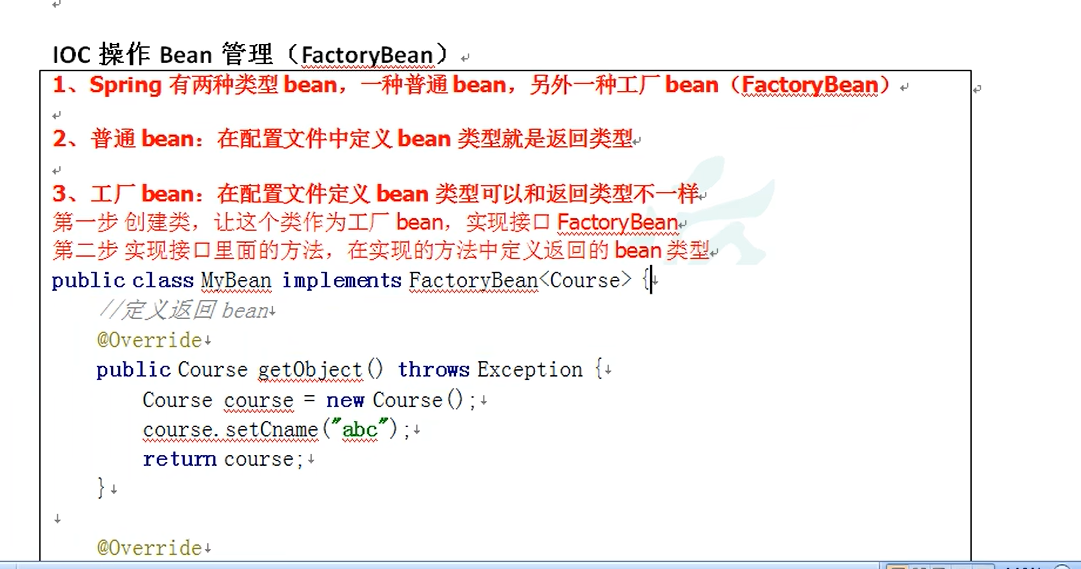 IOC 操作 Bean 管理（FactoryBean）
1、Spring 有两种类型 bean，一种普通 bean，另外一种工厂 bean（FactoryBean）
2、普通 bean：在配置文件中定义 bean 类型就是返回类型
3、工厂 bean：在配置文件定义 bean 类型可以和返回类型不一样
第一步 创建类，让这个类作为工厂 bean，实现接口 FactoryBean
第二步 实现接口里面的方法，在实现的方法中定义返回的 bean 类型
public class MyBean implements FactoryBean<Course> {
//定义返回 bean
@Override
public Course getObject() throws Exception {
Course course = new Course();
course.setCname("abc");
return course;
}
@Override